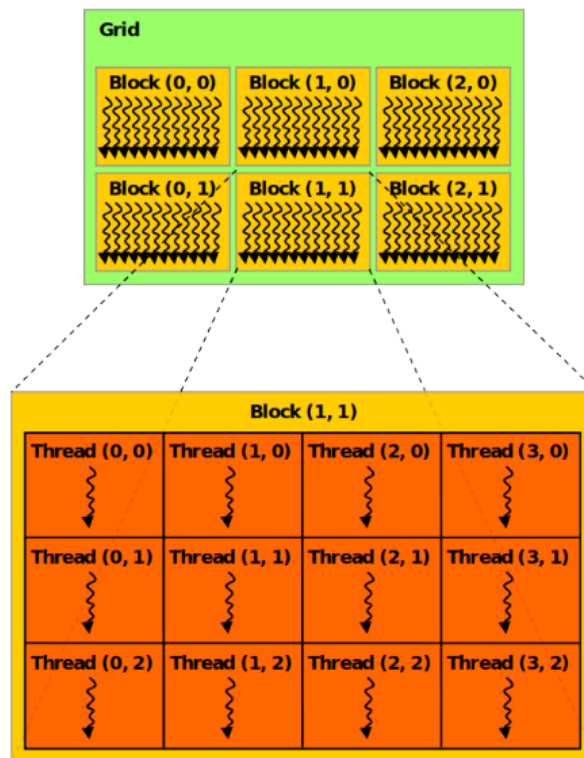 Grid
Block (0, 0) Block (1, 0) Block (2, 0)
Block (0, 1) Block (1, 1) Block (2, 1)
Block (1, 1)
Thread (0, 0) Thread (1, 0) Thread (2, 0) Thread (3, 0)
Thread (0, 1) Thread (1, 1) Thread (2, 1) Thread (3, 1)
Thread (0, 2) Thread (1, 2) Thread (2, 2) Thread (3, 2)